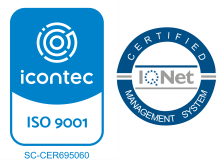 icontec
ISO 9001
SC-CER695060
CERTIFIED
IQNet
MANAGEMENT SYSTEM